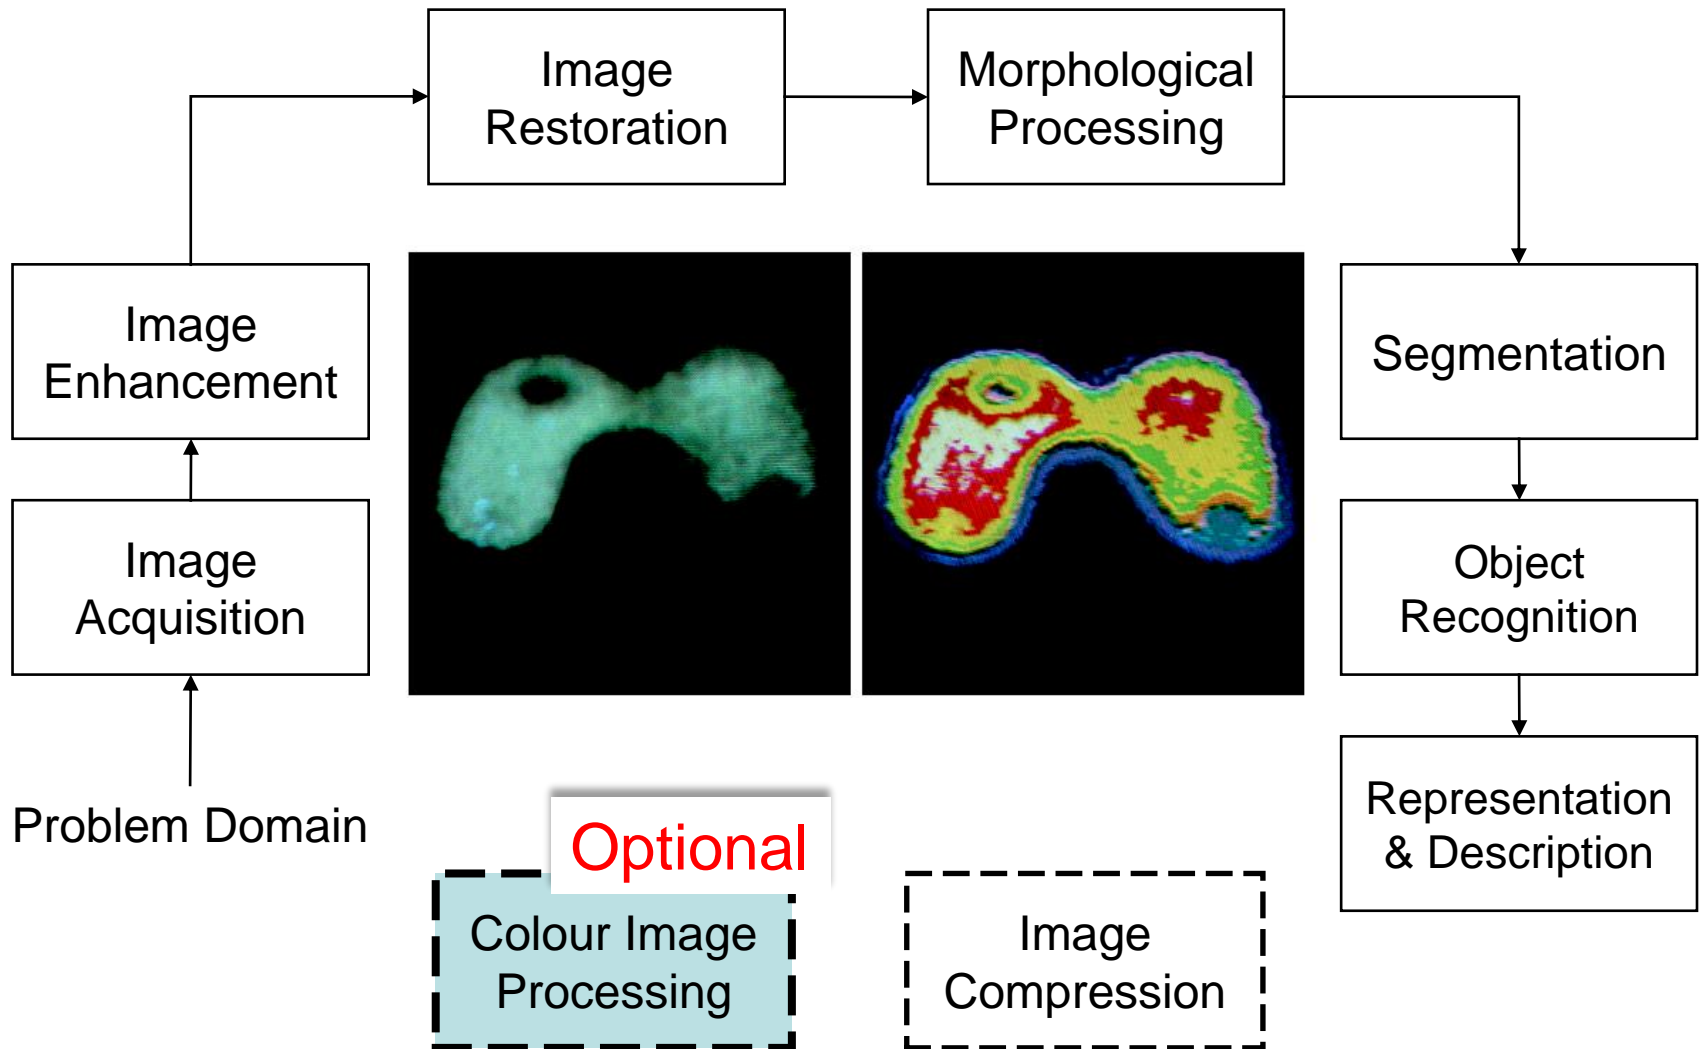 Image
Restoration
Morphological
Processing
Image
Enhancement
Segmentation
Image
Acquisition
Object
Recognition
Problem Domain
Representation
& Description
Optional
Colour Image
Processing
Image
Compression